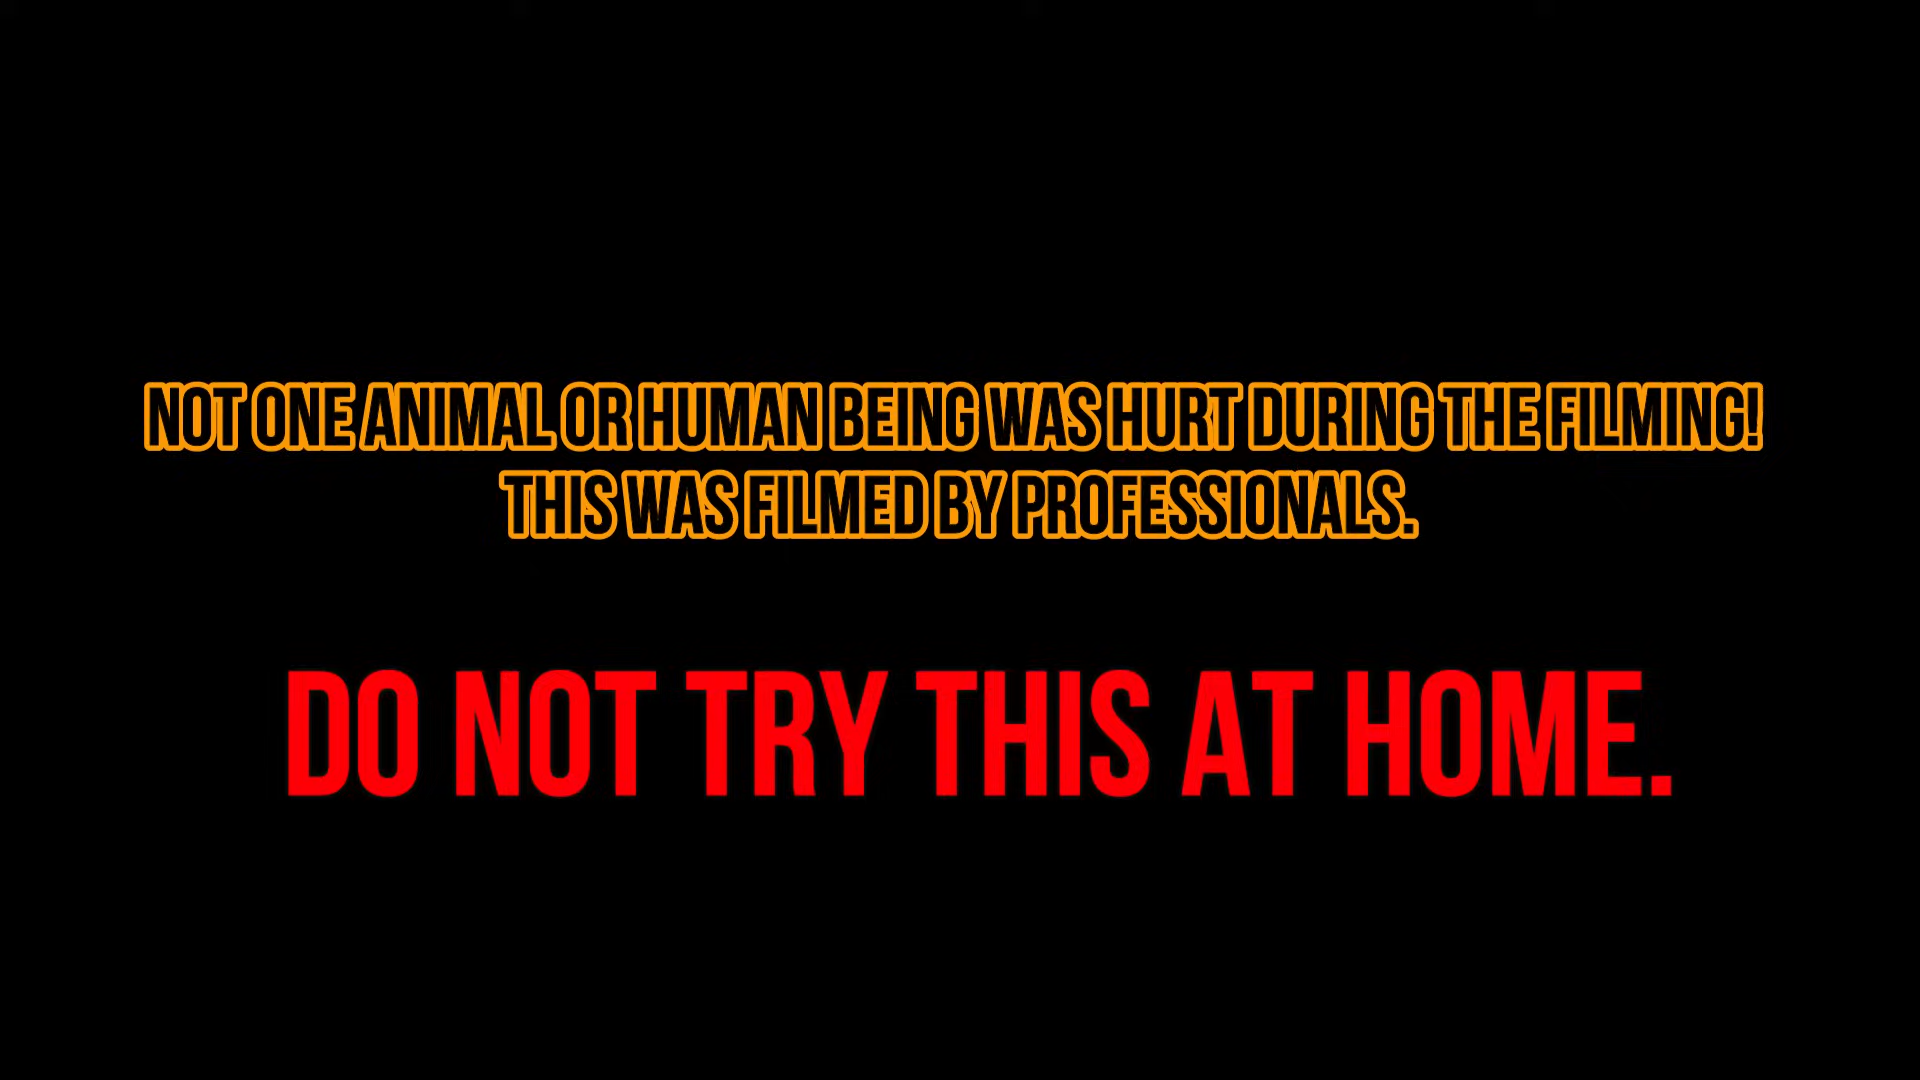 NOT ONE ANIMAL OR HUMAN BEING WAS HURT DURING THE FILMING!
THIS WAS FILMED BY PROFESSIONALS.
DO NOT TRY THIS AT HOME.